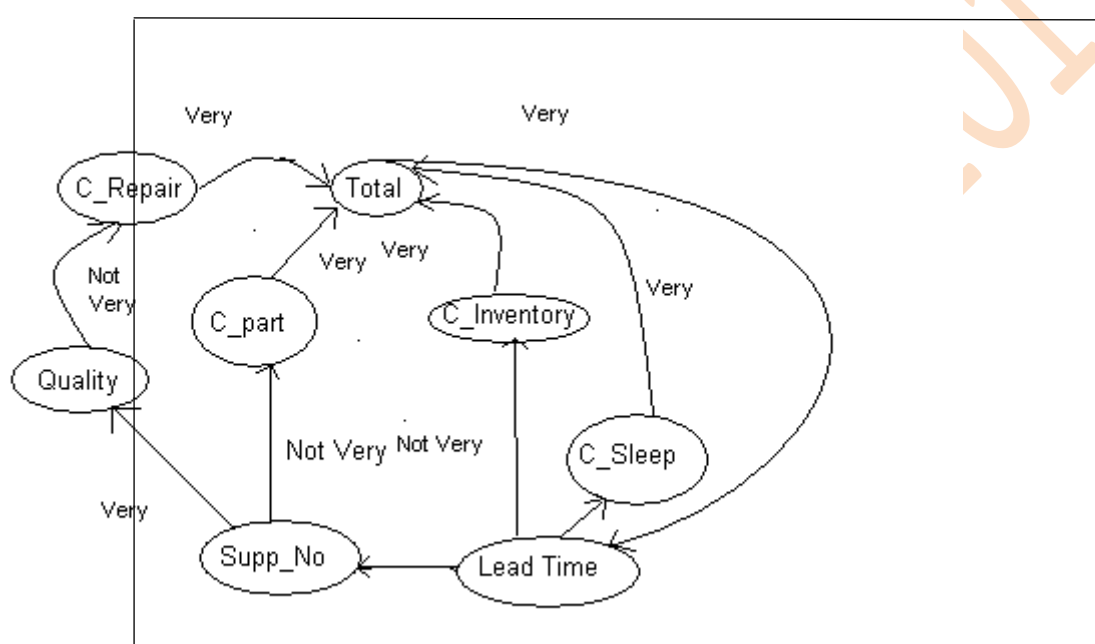 Very
Very
C_Repair
Total
Very
Very
Not
Very
Very
C_part
C_Inventory
Quality
Not Very
Not Very
C_Sleep
Very
Supp_No
Lead Time